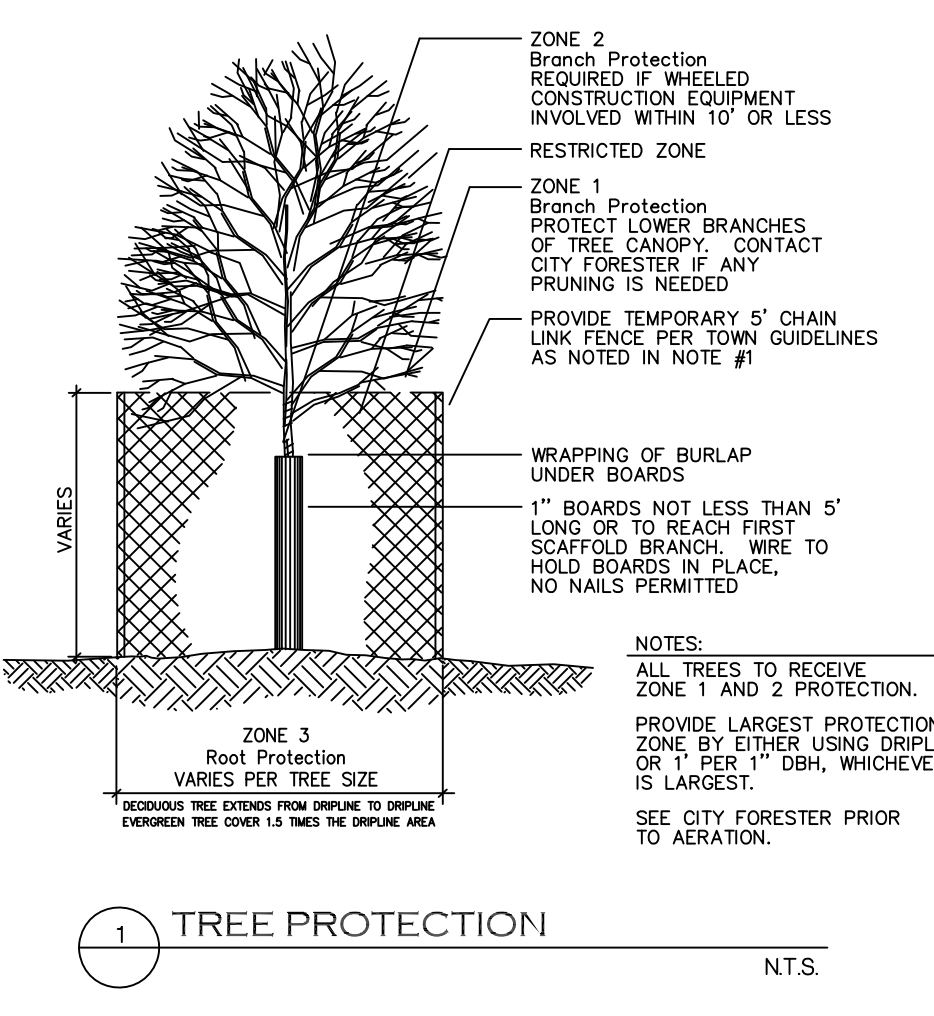 ZONE 2
Branch Protection
REQUIRED IF WHEELED
CONSTRUCTION EQUIPMENT
INVOLVED WITHIN 10' OR LESS
RESTRICTED ZONE
ZONE 1
Branch Protection
PROTECT LOWER BRANCHES
OF TREE CANOPY. CONTACT
CITY FORESTER IF ANY
PRUNING IS NEEDED
PROVIDE TEMPORARY 5' CHAIN
LINK FENCE PER TOWN GUIDELINES
AS NOTED IN NOTE #1
WRAPPING OF BURLAP
UNDER BOARDS
1" BOARDS NOT LESS THAN 5'
LONG OR TO REACH FIRST
SCAFFOLD BRANCH. WIRE TO
HOLD BOARDS IN PLACE,
NO NAILS PERMITTED
VARIES
ZONE 3
Root Protection
VARIES PER TREE SIZE
DECIDUOUS TREE EXTENDS FROM DRIPLINE TO DRIPLINE
EVERGREEN TREE COVER 1.5 TIMES THE DRIPLINE AREA
NOTES:
ALL TREES TO RECEIVE
ZONE 1 AND 2 PROTECTION.
PROVIDE LARGEST PROTECTION
ZONE BY EITHER USING DRIPL
OR 1' PER 1" DBH, WHICHEVE
IS LARGEST.
SEE CITY FORESTER PRIOR
TO AERATION.
1 TREE PROTECTION
N.T.S.